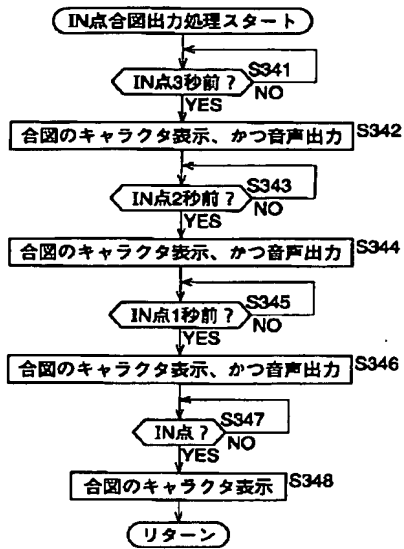 IN点合図出力処理スタート
S341
IN点3秒前？
NO
YES
合図のキャラクタ表示、かつ音声出力
S342
S343
IN点2秒前？
NO
YES
合図のキャラクタ表示、かつ音声出力
S344
S345
IN点1秒前？
NO
YES
合図のキャラクタ表示、かつ音声出力
S346
S347
IN点？
NO
YES
合図のキャラクタ表示
S348
リターン